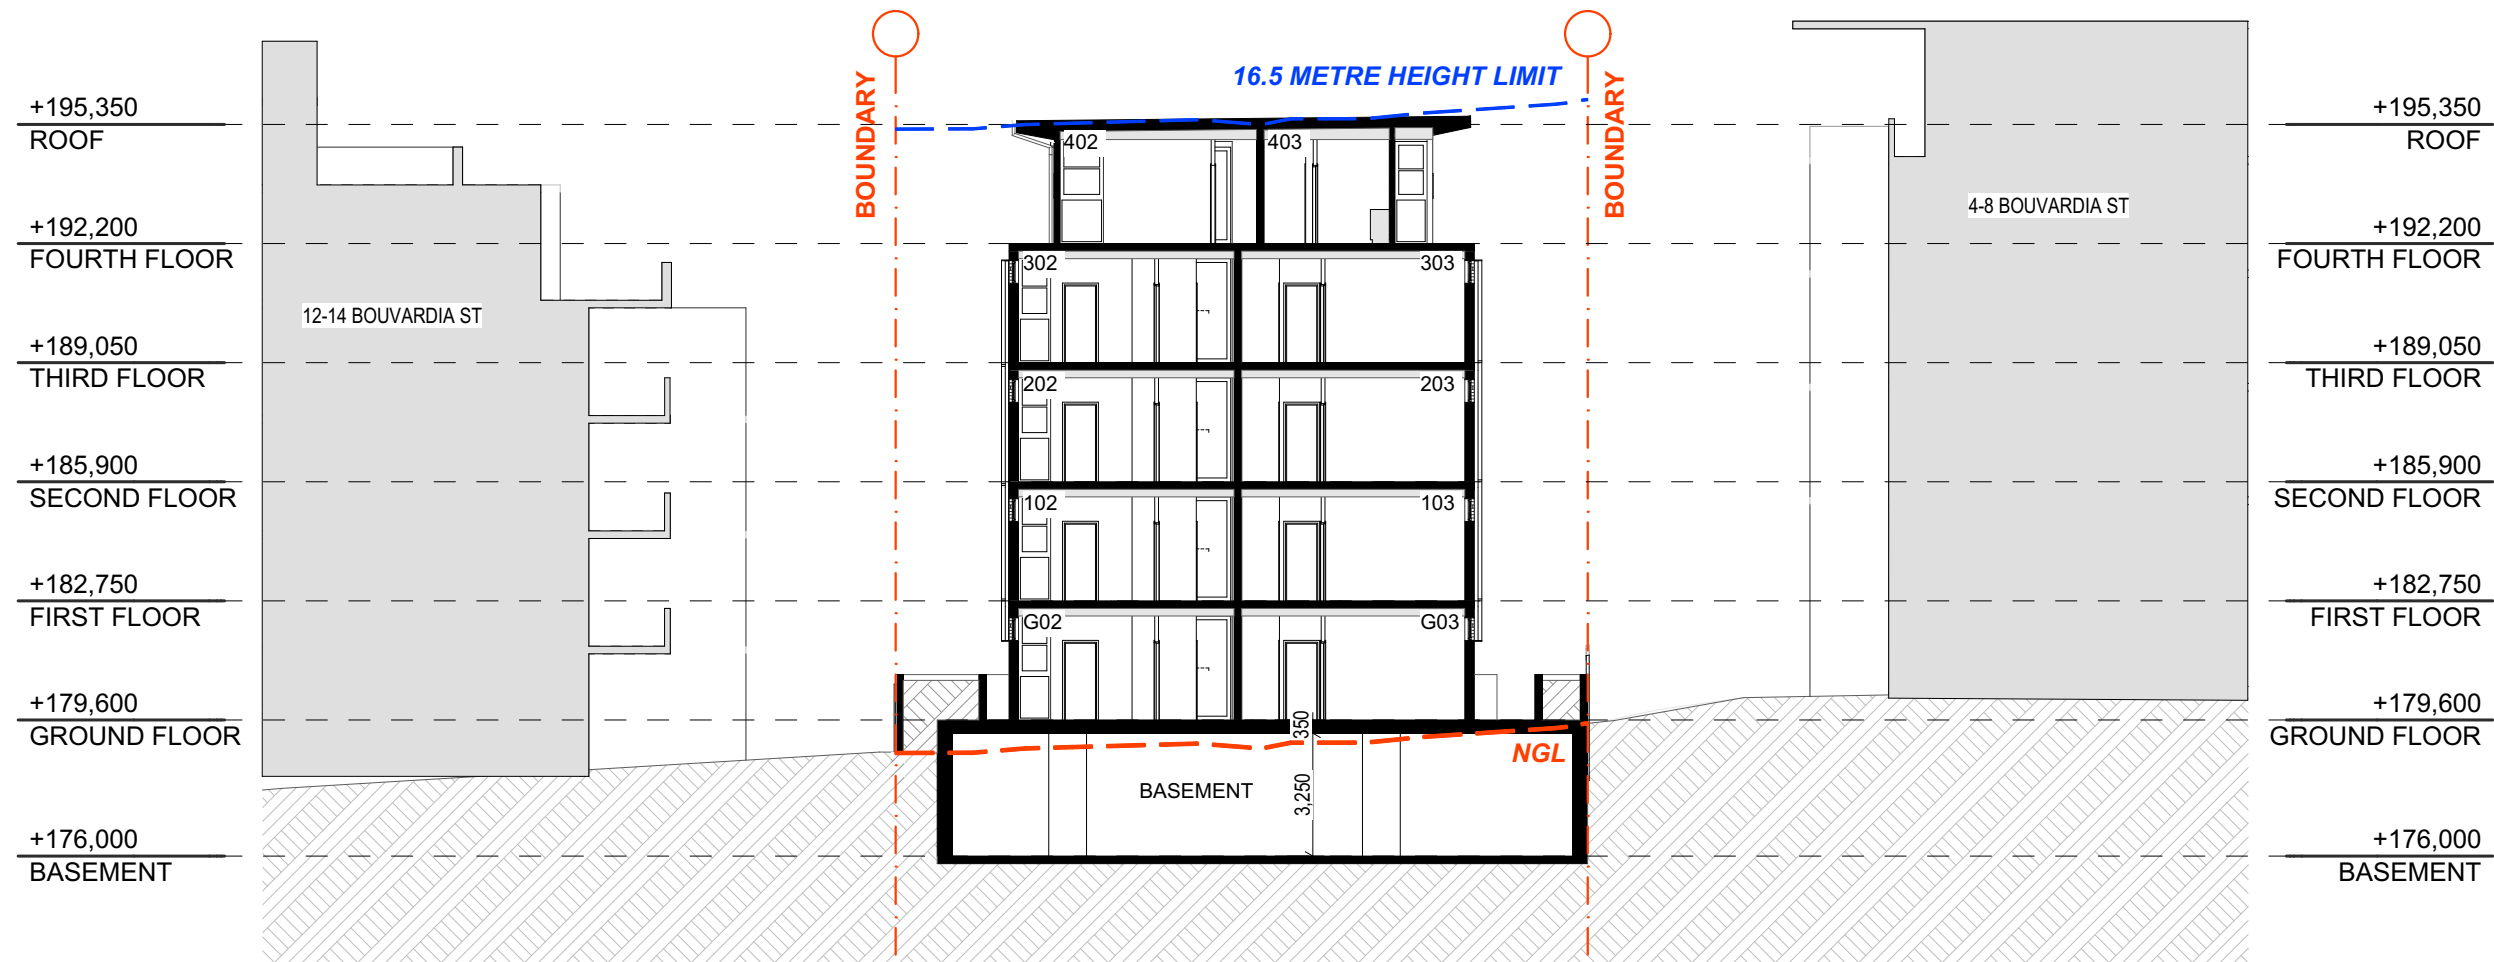 16.5 METRE HEIGHT LIMIT
BOUNDARY
BOUNDARY
+195,350
ROOF
+192,200
FOURTH FLOOR
+189,050
THIRD FLOOR
+185,900
SECOND FLOOR
+182,750
FIRST FLOOR
+179,600
GROUND FLOOR
+176,000
BASEMENT
12-14 BOUVARDIA ST
402
403
302
303
202
203
102
103
G02
G03
350
NGL
BASEMENT
3,250
4-8 BOUVARDIA ST
+195,350
ROOF
+192,200
FOURTH FLOOR
+189,050
THIRD FLOOR
+185,900
SECOND FLOOR
+182,750
FIRST FLOOR
+179,600
GROUND FLOOR
+176,000
BASEMENT